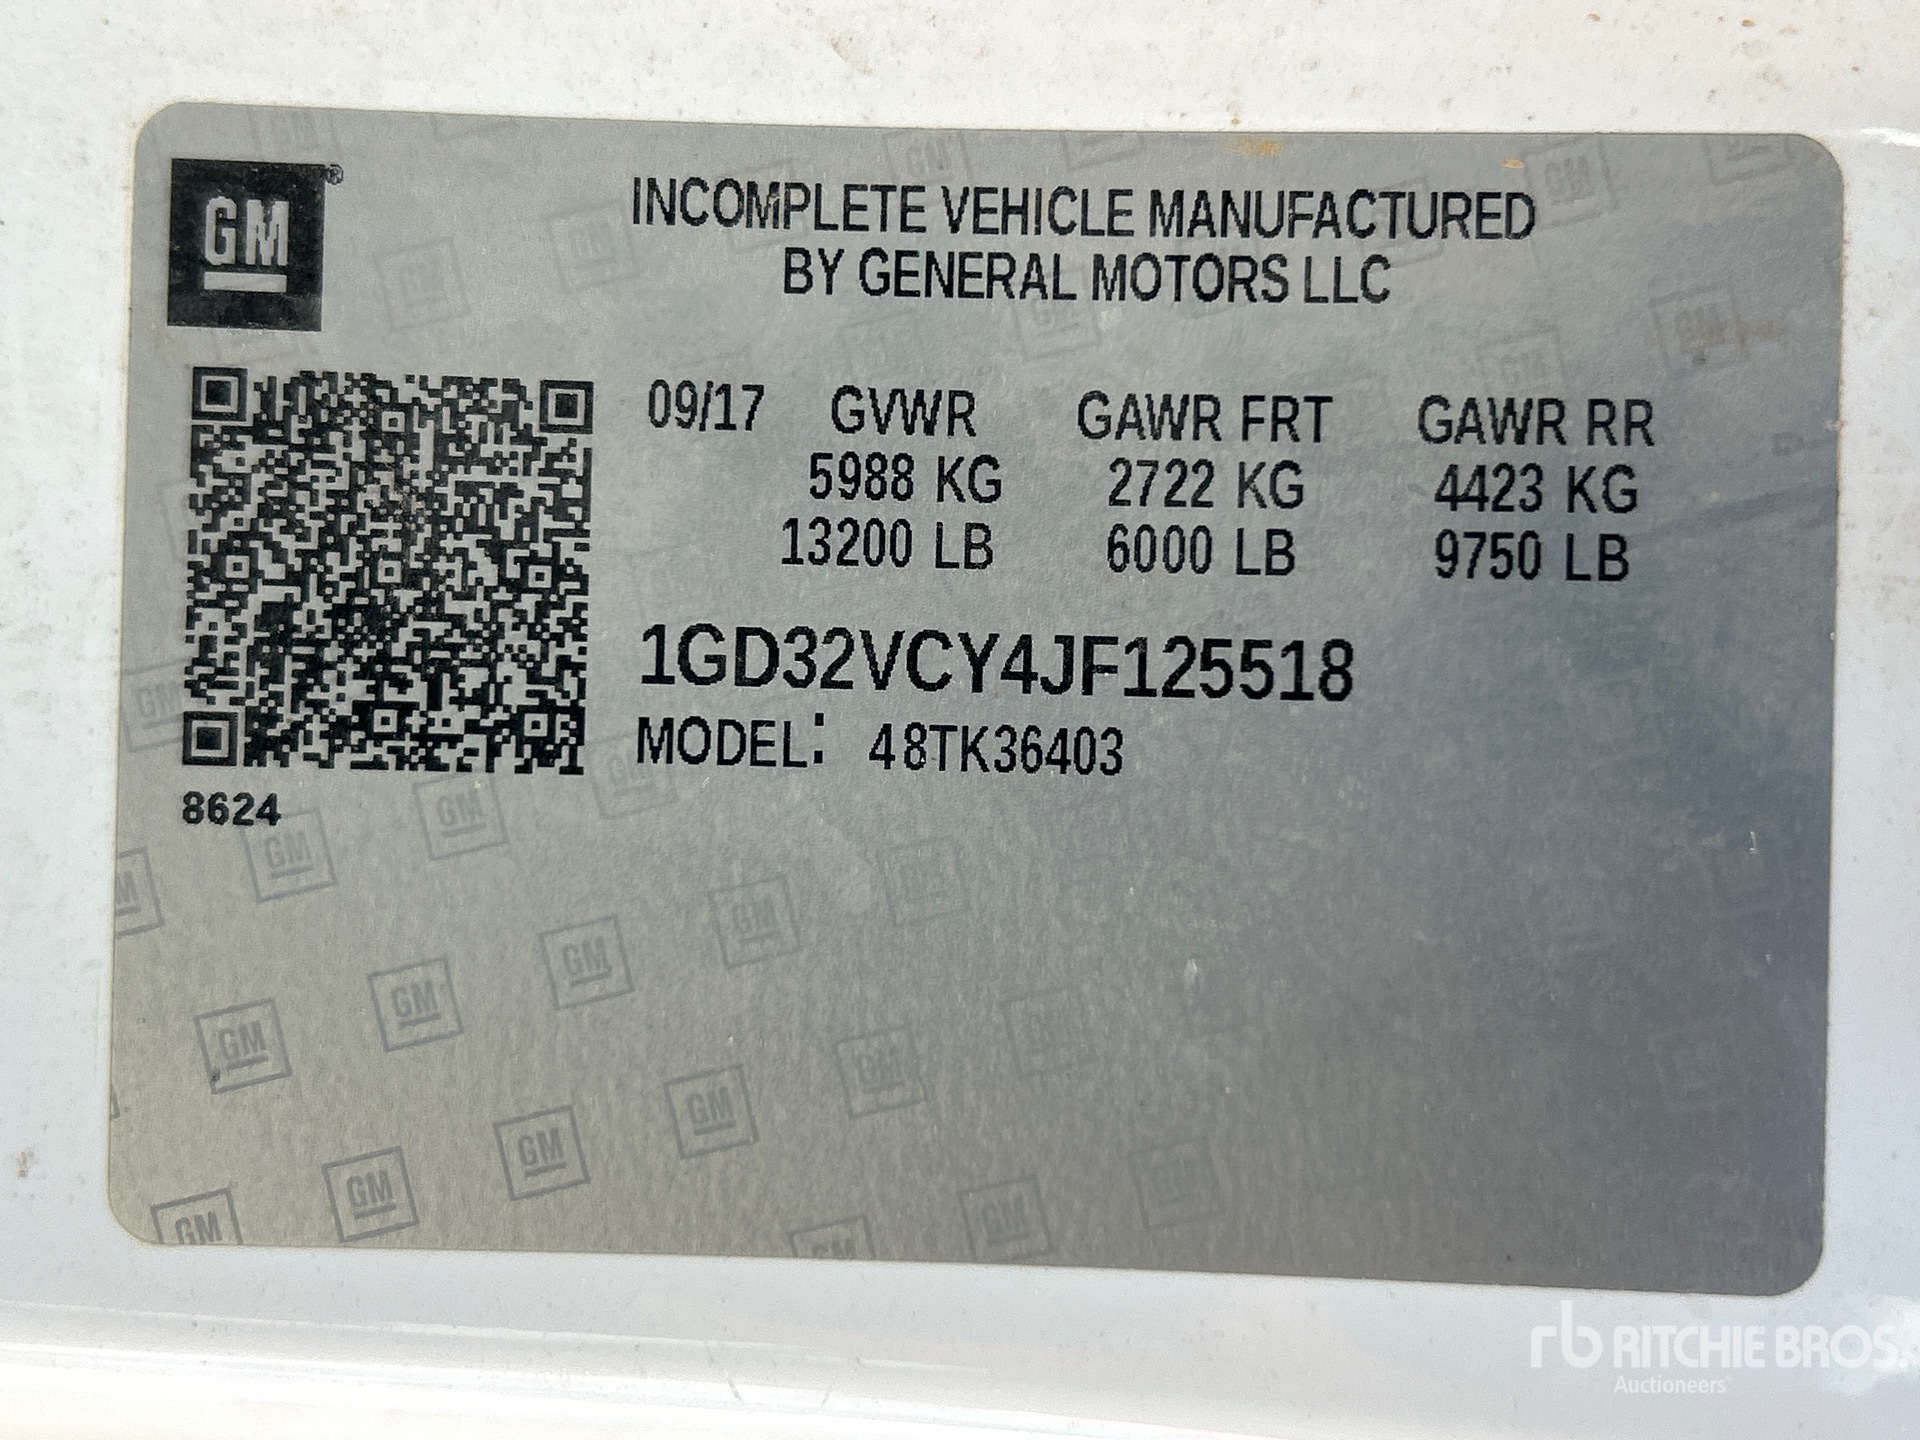 GM®
INCOMPLETE VEHICLE MANUFACTURED
BY GENERAL MOTORS LLC
09/17 GVWR GAWR FRT GAWR RR
5988 KG 2722 KG 4423 KG
13200 LB 6000 LB 9750 LB
1GD32VCY4JF125518
MODEL: 48TK36403
8624
rb RITCHIE BROS.
Auctioneers